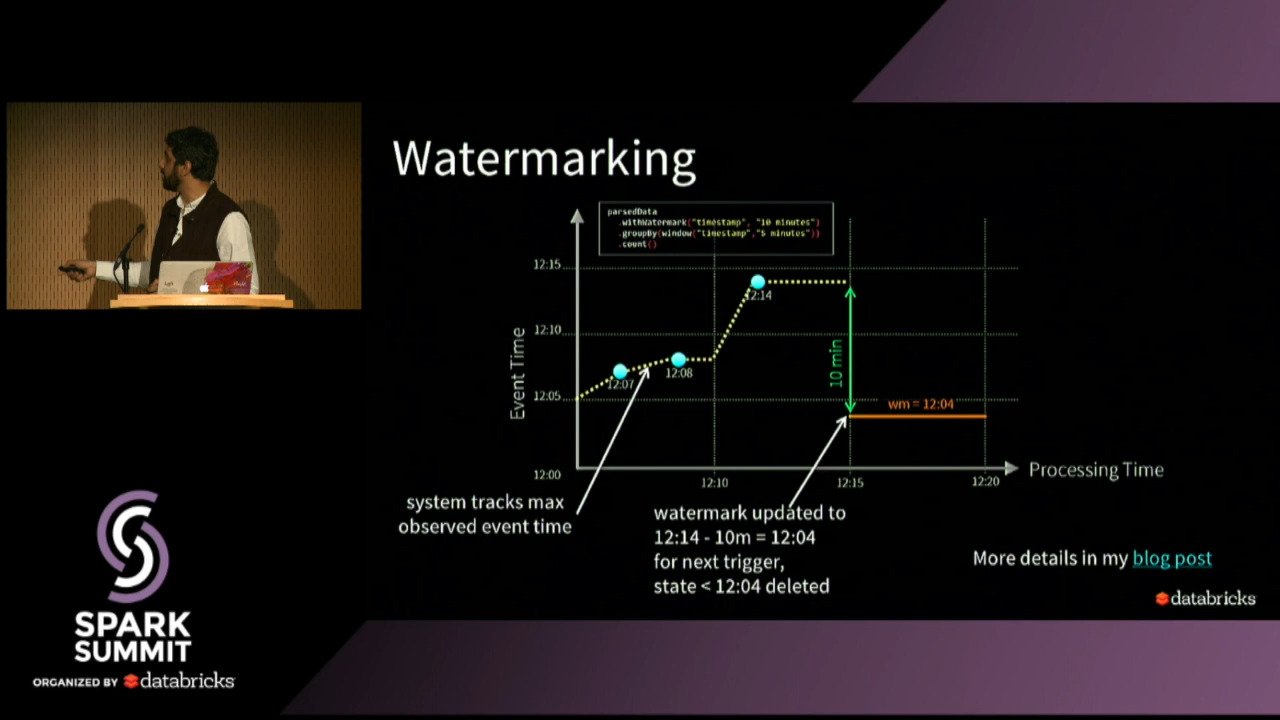 Watermarking
parsedData
.withWatermark("timestamp", "10 minutes")
.groupBy(window("timestamp","5 minutes"))
.count()
12:15
12:10
12:05
12:00
Event Time
12:07
12:08
12:14
10 min
wm = 12:04
12:10
12:15
12:20
Processing Time
system tracks max
observed event time
watermark updated to
12:14 - 10m = 12:04
for next trigger,
state < 12:04 deleted
More details in my blog post
databricks
SPARK
SUMMIT
ORGANIZED BY databricks